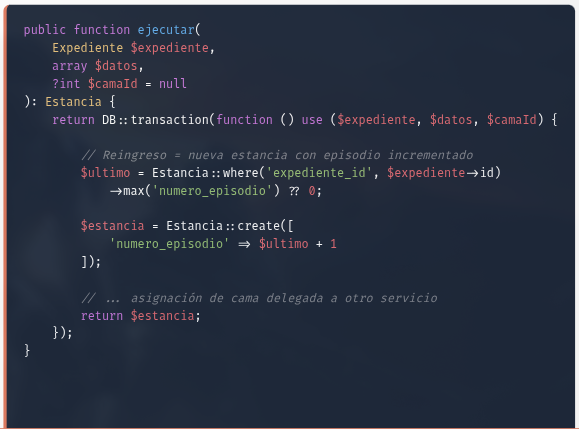 public function ejecutar(
    Expediente $expediente,
    array $datos,
    ?int $camaId = null
): Estancia {
    return DB::transaction(function () use ($expediente, $datos, $camaId) {
        // Reingreso = nueva estancia con episodio incrementado
        $ultimo = Estancia::where('expediente_id', $expediente->id)
            ->max('numero_episodio') ?? 0;
        $estancia = Estancia::create([
            'numero_episodio' => $ultimo + 1
        ]);
        // ... asignación de cama delegada a otro servicio
        return $estancia;
    });
}